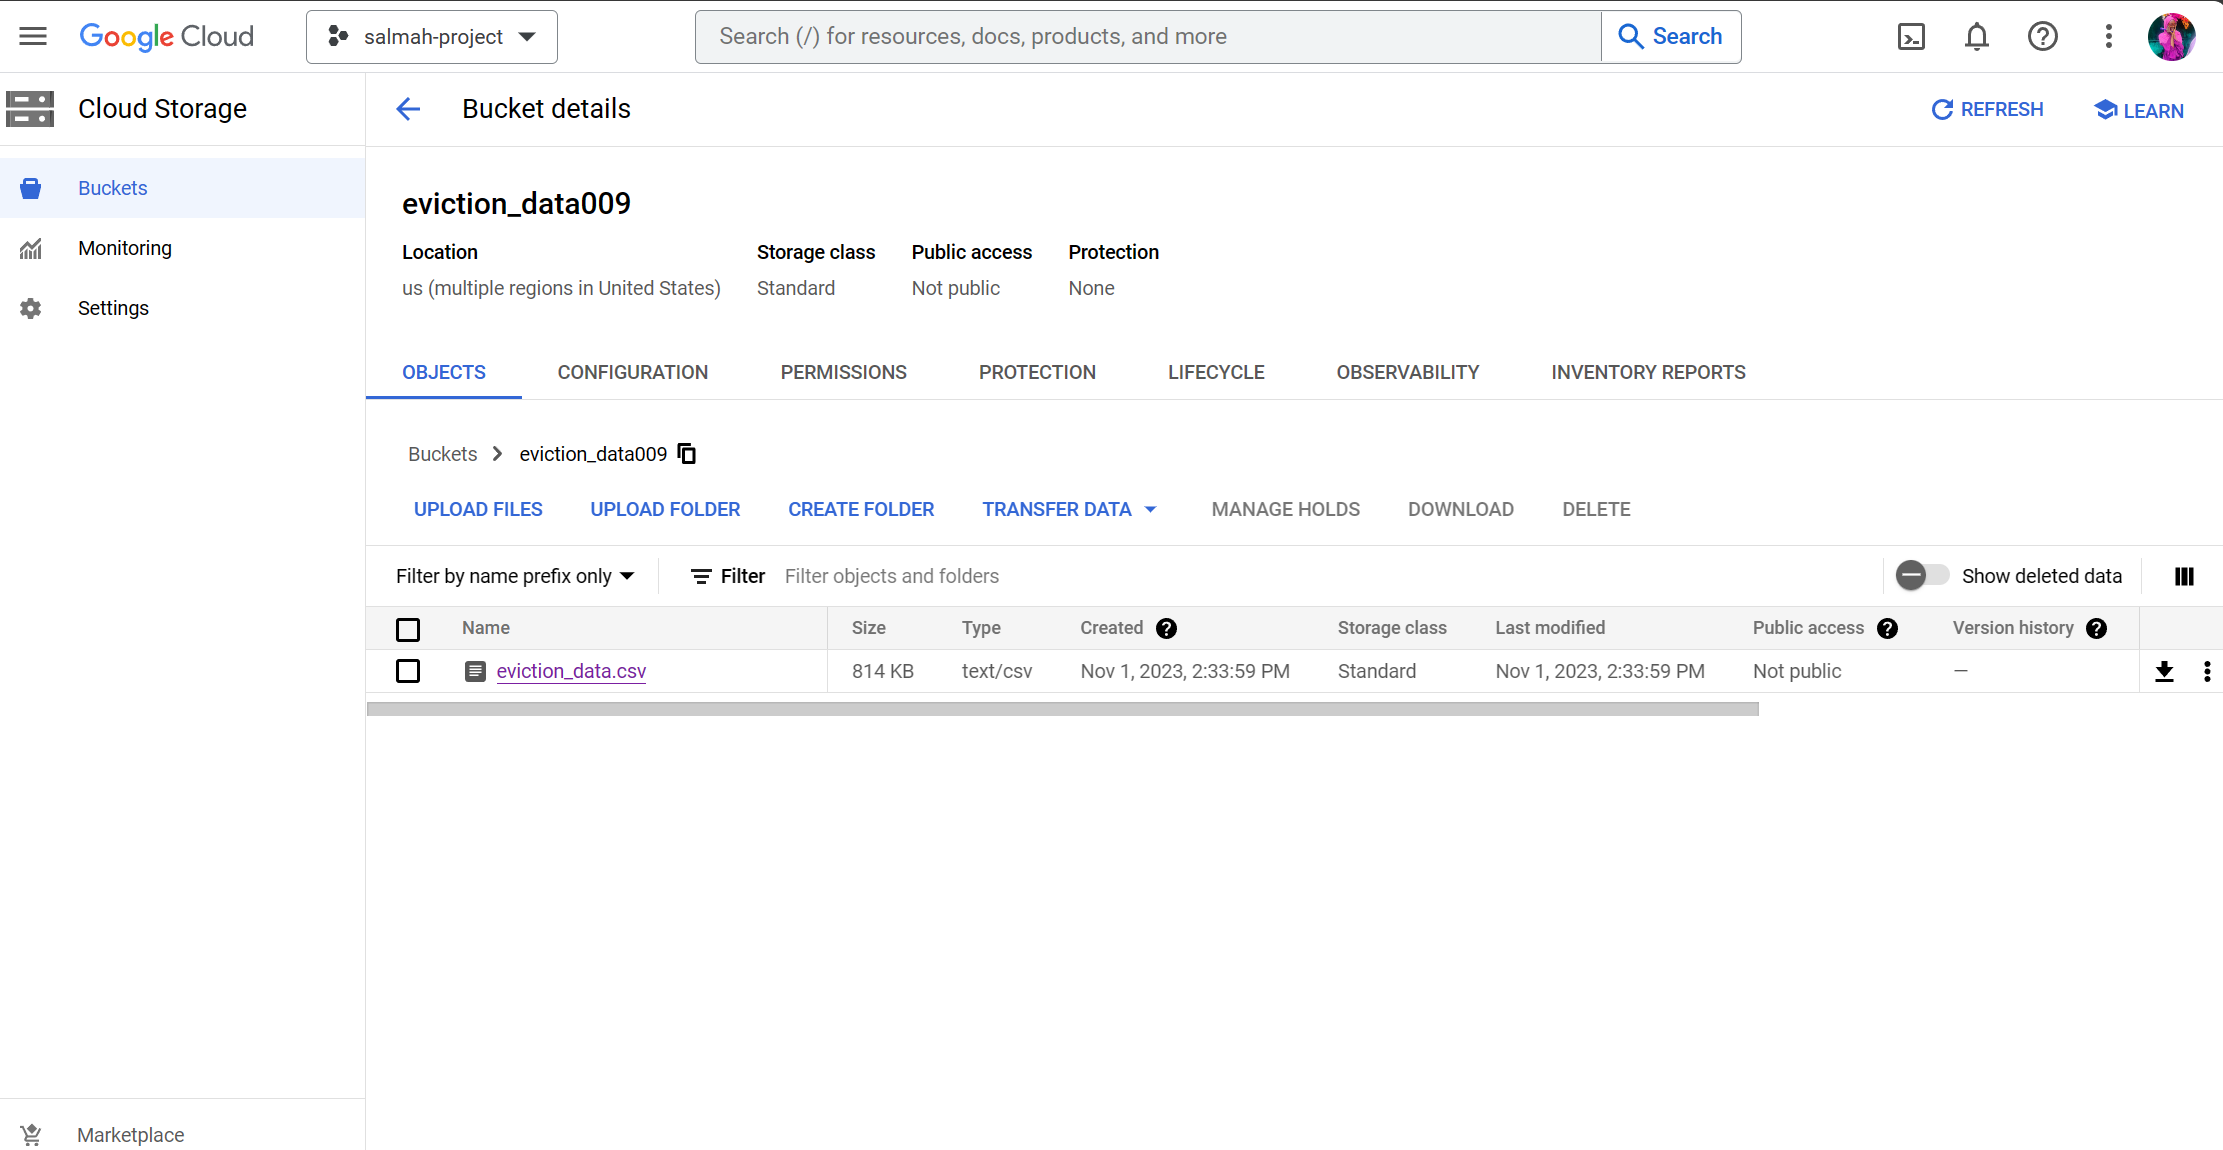 Google Cloud
salmah-project
Search (/) for resources, docs, products, and more
Search
Cloud Storage
Bucket details
REFRESH
LEARN
Buckets
Monitoring
Settings
Marketplace
eviction_data009
Location Storage class Public access Protection
us (multiple regions in United States) Standard Not public None
OBJECTS CONFIGURATION PERMISSIONS PROTECTION LIFECYCLE OBSERVABILITY INVENTORY REPORTS
Buckets > eviction_data009
UPLOAD FILES UPLOAD FOLDER CREATE FOLDER TRANSFER DATA MANAGE HOLDS DOWNLOAD DELETE
Filter by name prefix only Filter Filter objects and folders Show deleted data
Name Size Type Created Storage class Last modified Public access Version history
eviction_data.csv 814 KB text/csv Nov 1, 2023, 2:33:59 PM Standard Nov 1, 2023, 2:33:59 PM Not public —